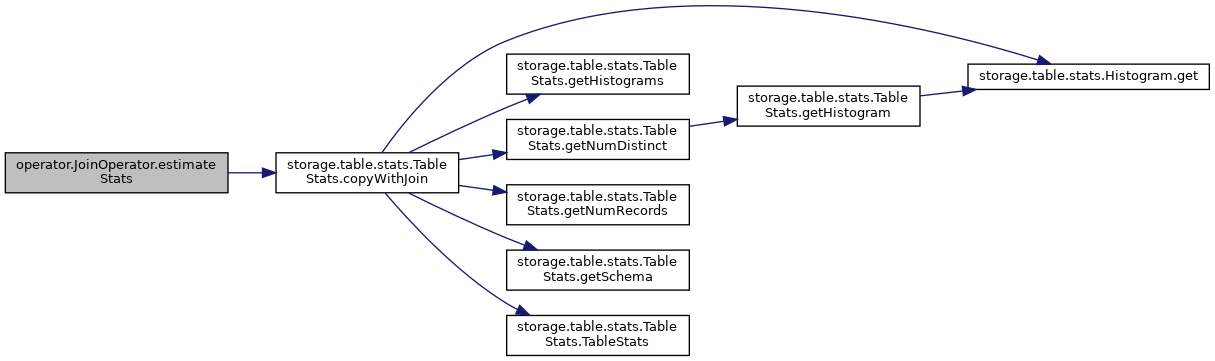 operator.JoinOperator.estimate
Stats
storage.table.stats.Table
Stats.copyWithJoin
storage.table.stats.Table
Stats.getHistograms
storage.table.stats.Table
Stats.getNumDistinct
storage.table.stats.Table
Stats.getNumRecords
storage.table.stats.Table
Stats.getSchema
storage.table.stats.Table
Stats.TableStats
storage.table.stats.Table
Stats.getHistogram
storage.table.stats.Histogram.get